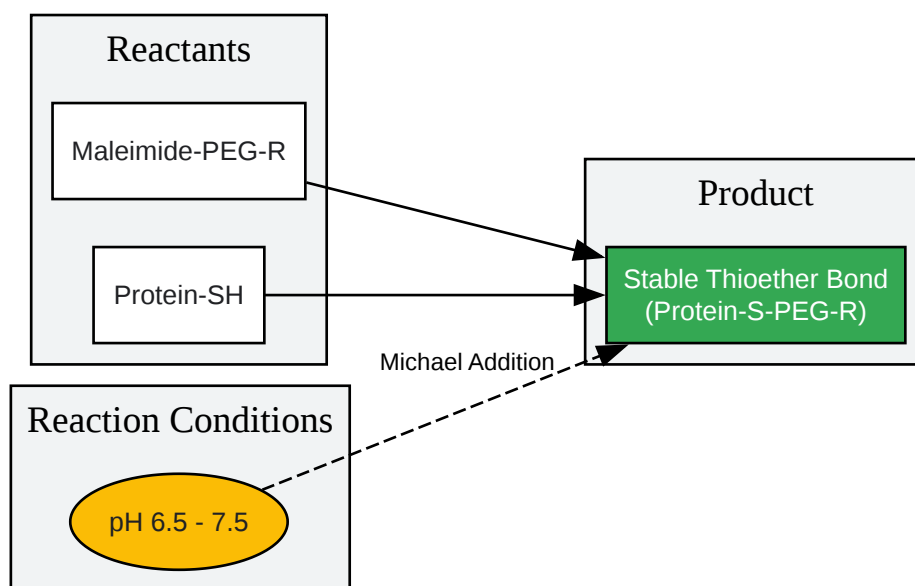 Reactants
Maleimide-PEG-R
Protein-SH
Product
Stable Thioether Bond
(Protein-S-PEG-R)
Michael Addition
Reaction Conditions
pH 6.5 - 7.5